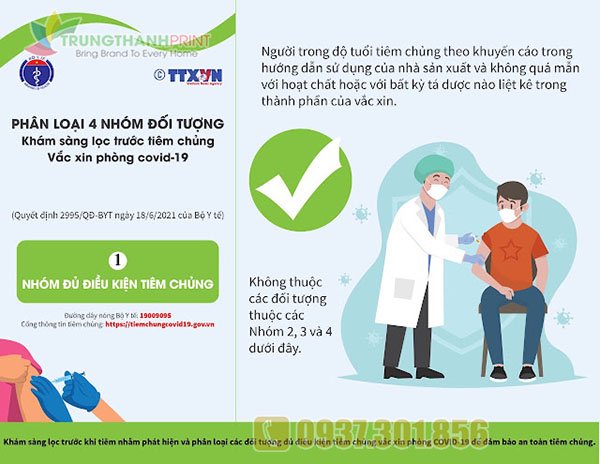 TRUNGTHANHPRINT
Bring Brand To Every Home
©TTXVN
PHÂN LOẠI 4 NHÓM ĐỐI TƯỢNG
Khám sàng lọc trước tiêm chủng
Vắc xin phòng covid-19
(Quyết định 2995/QĐ-BYT ngày 18/6/2021 của Bộ Y tế)
1
NHÓM ĐỦ ĐIỀU KIỆN TIÊM CHỦNG
Đường dây nóng Bộ Y tế: 19009095
Cổng thông tin tiêm chủng: https://tiemchungcovid19.gov.vn
Người trong độ tuổi tiêm chủng theo khuyến cáo trong
hướng dẫn sử dụng của nhà sản xuất và không quá mẫn
với hoạt chất hoặc với bất kỳ tá dược nào liệt kê trong
thành phần của vắc xin.
Không thuộc
các đối tượng
thuộc các
Nhóm 2, 3 và 4
dưới đây.
0937301856
Khám sàng lọc trước khi tiêm nhằm phát hiện và phân loại các đối tượng đủ điều kiện tiêm chủng vắc xin phòng COVID-19 để đảm bảo an toàn tiêm chủng.